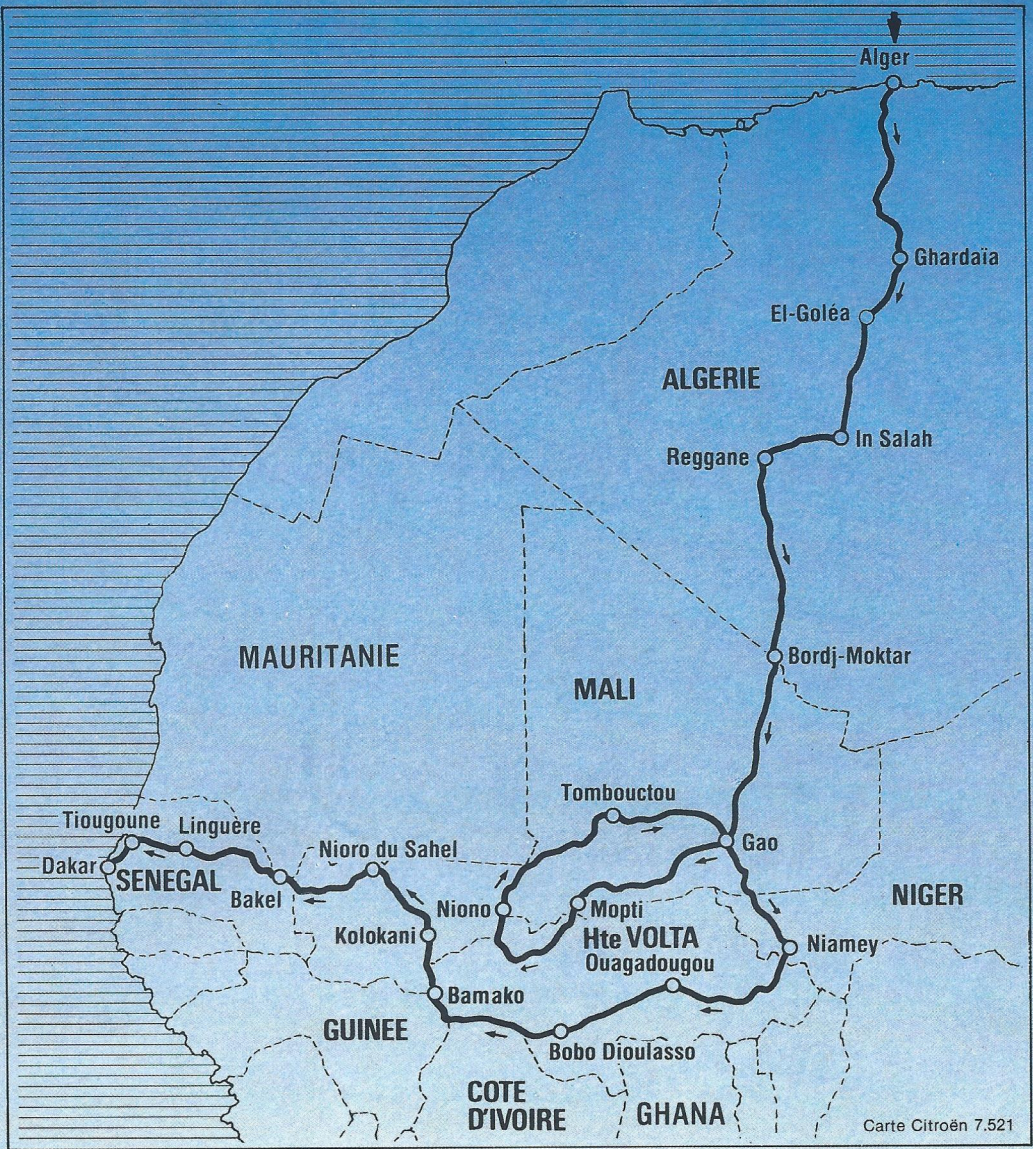 Alger
Ghardaïa
El-Goléa
ALGERIE
In Salah
Reggane
MAURITANIE
Bordj-Moktar
MALI
Tombouctou
Tiougoune
Linguère
Nioro du Sahel
Gao
Dakar
SENEGAL
Bakel
NIGER
Niono
Mopti
Kolokani
Hte VOLTA
Ouagadougou
Niamey
Bamako
GUINEE
Bobo Dioulasso
COTE
D'IVOIRE
GHANA
Carte Citroën 7.521